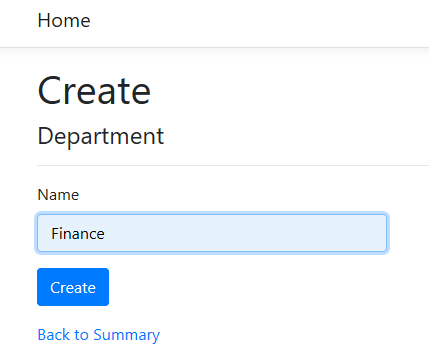 Home
Create
Department
Name
Finance
Create
Back to Summary